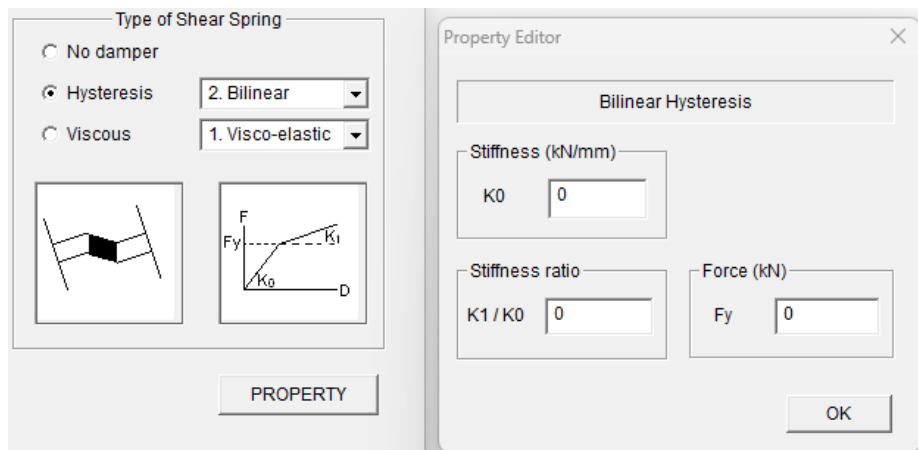 Type of Shear Spring
No damper
Hysteresis
2. Bilinear
Viscous
1. Visco-elastic
F
Fy
K1
K0
D
PROPERTY
Property Editor
Bilinear Hysteresis
Stiffness (kN/mm)
K0
0
Stiffness ratio
K1 / K0
0
Force (kN)
Fy
0
OK